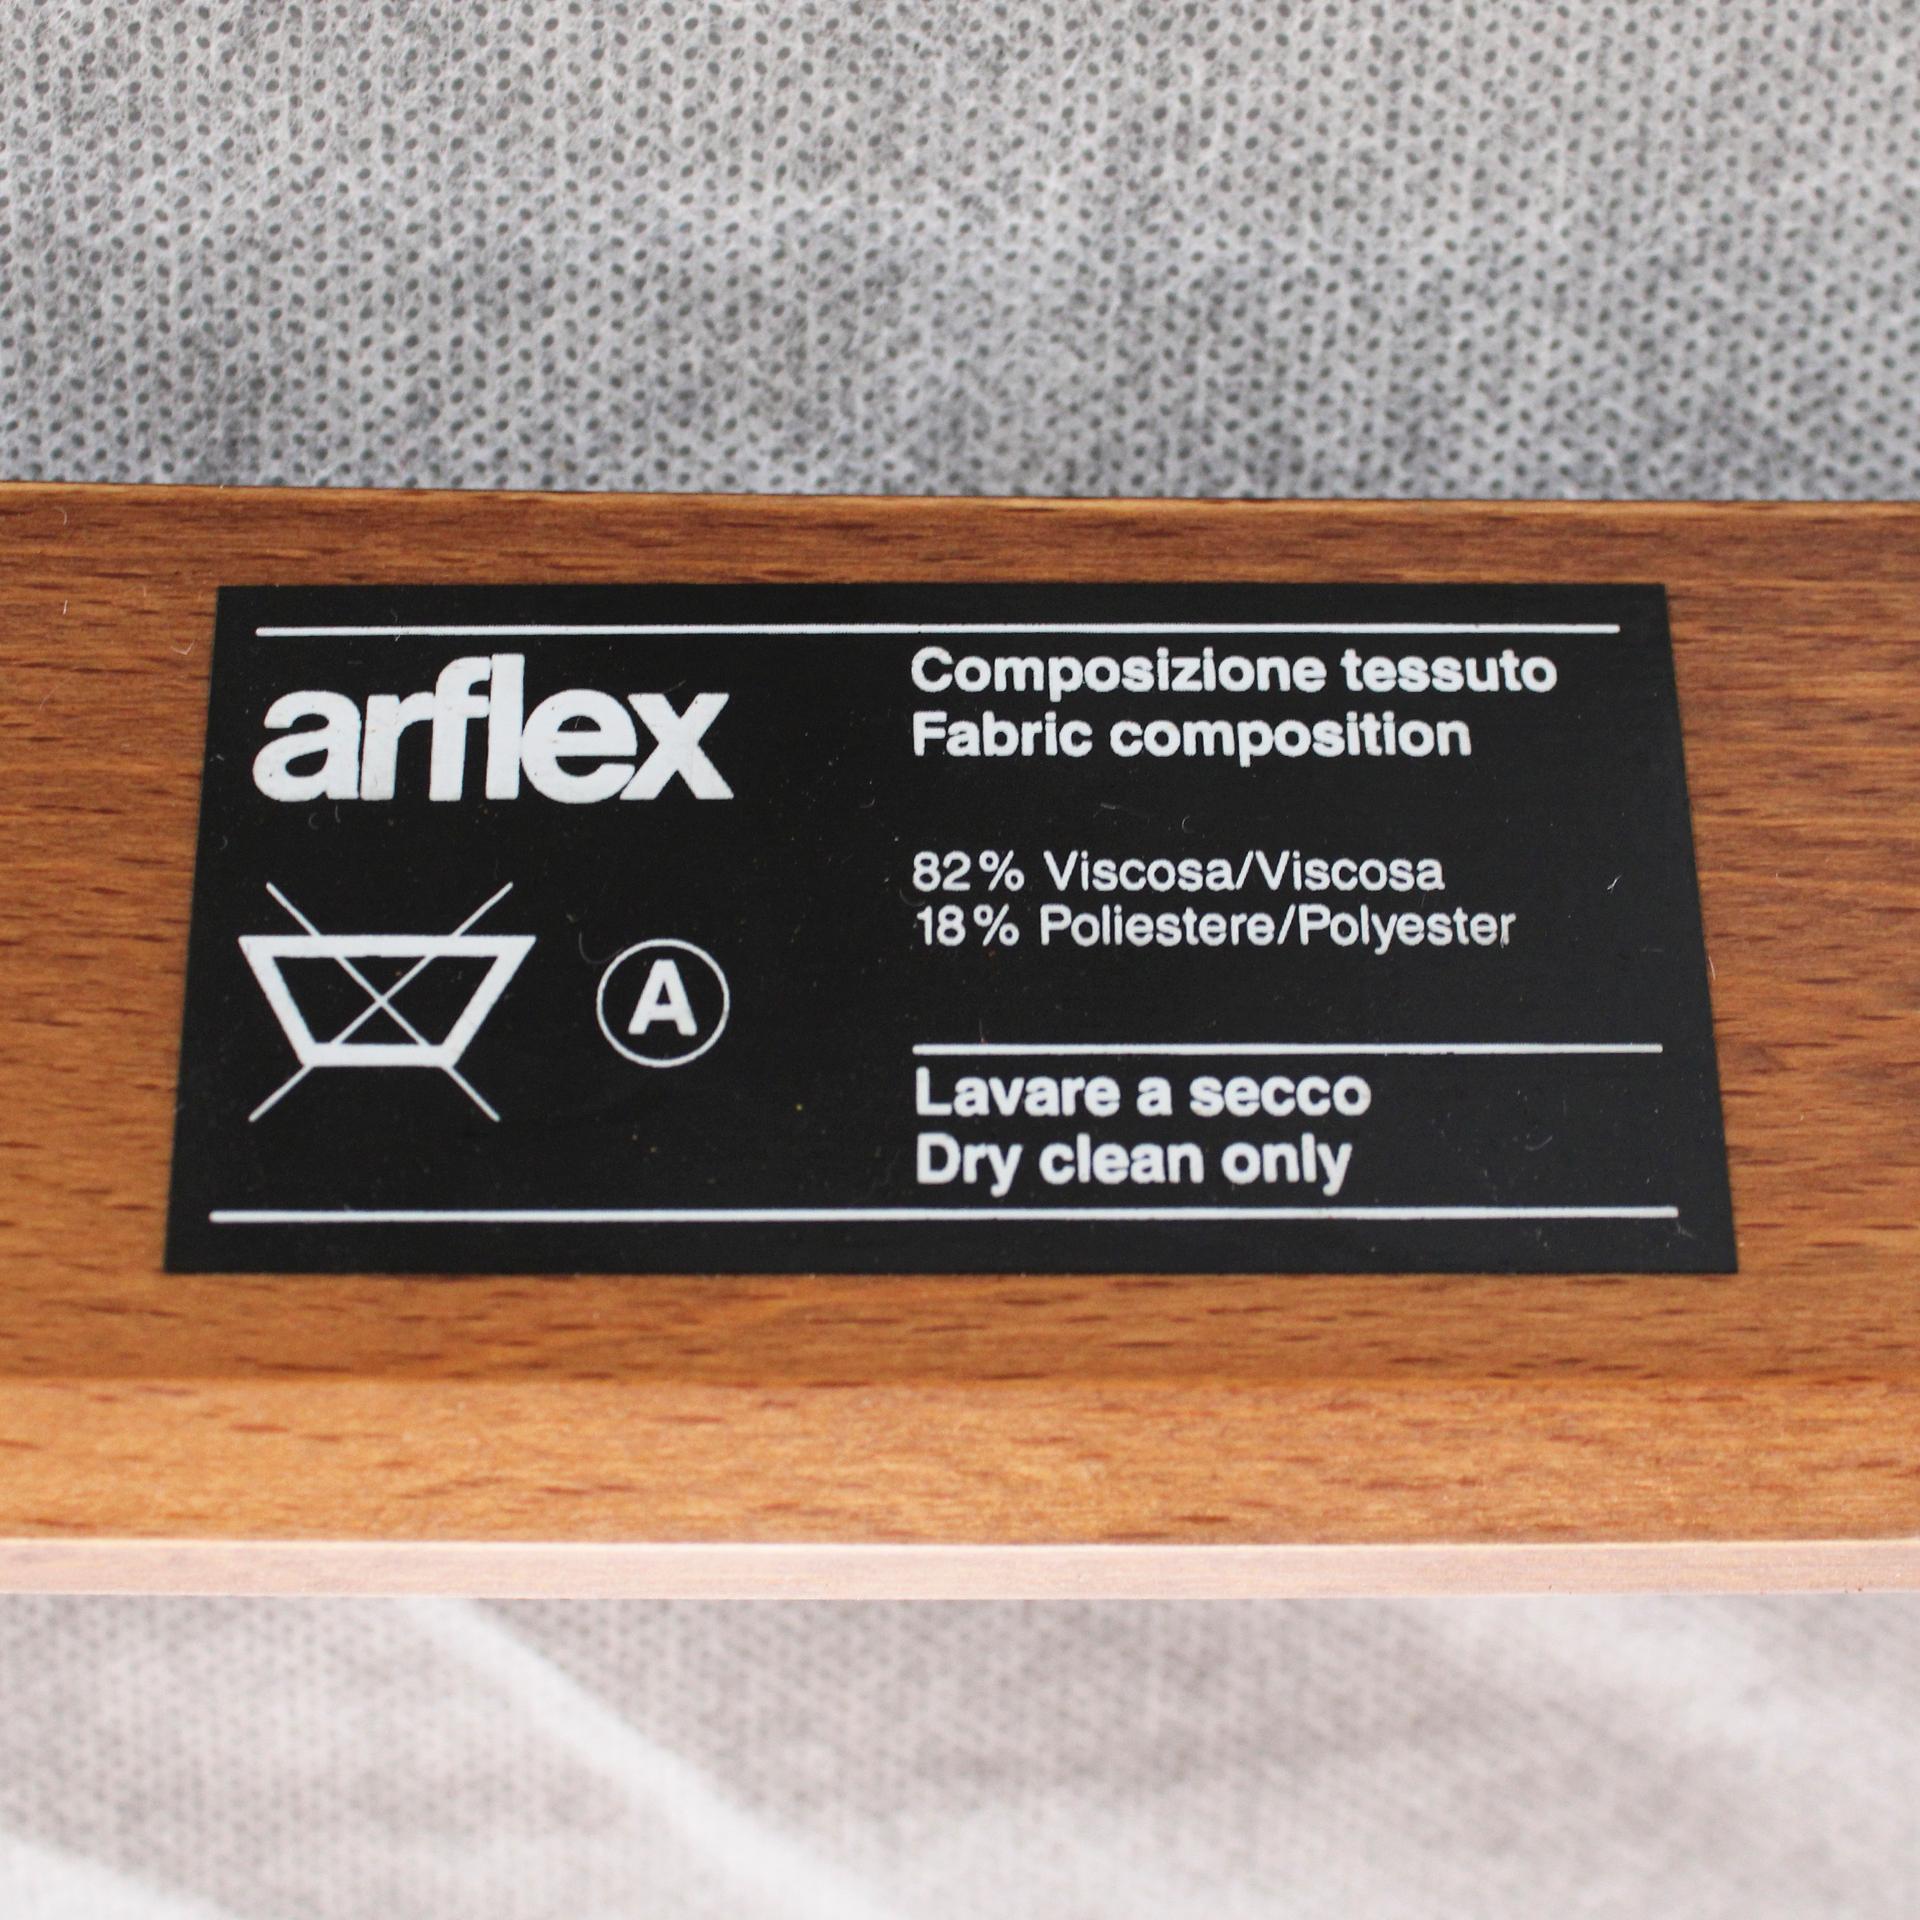 arflex
A
Composizione tessuto
Fabric composition
82% Viscosa/Viscosa
18% Poliestere/Polyester
Lavare a secco
Dry clean only